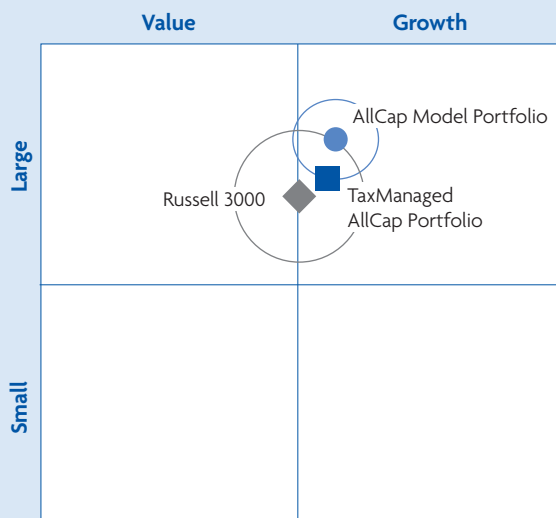 Value
Growth
Large
AllCap Model Portfolio
Russell 3000
TaxManaged
AllCap Portfolio
Small